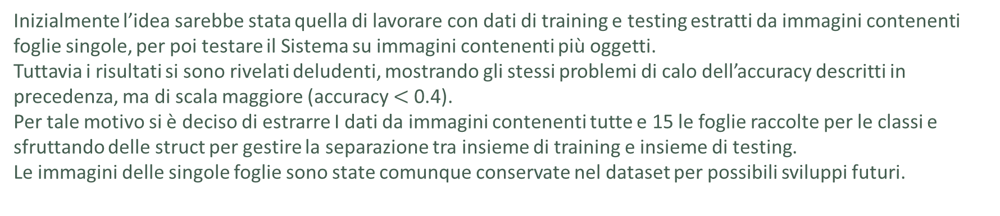 Inizialmente l’idea sarebbe stata quella di lavorare con dati di training e testing estratti da immagini contenenti
foglie singole, per poi testare il Sistema su immagini contenenti più oggetti.
Tuttavia i risultati si sono rivelati deludenti, mostrando gli stessi problemi di calo dell’accuracy descritti in
precedenza, ma di scala maggiore (accuracy < 0.4).
Per tale motivo si è deciso di estrarre I dati da immagini contenenti tutte e 15 le foglie raccolte per le classi e
sfruttando delle struct per gestire la separazione tra insieme di training e insieme di testing.
Le immagini delle singole foglie sono state comunque conservate nel dataset per possibili sviluppi futuri.